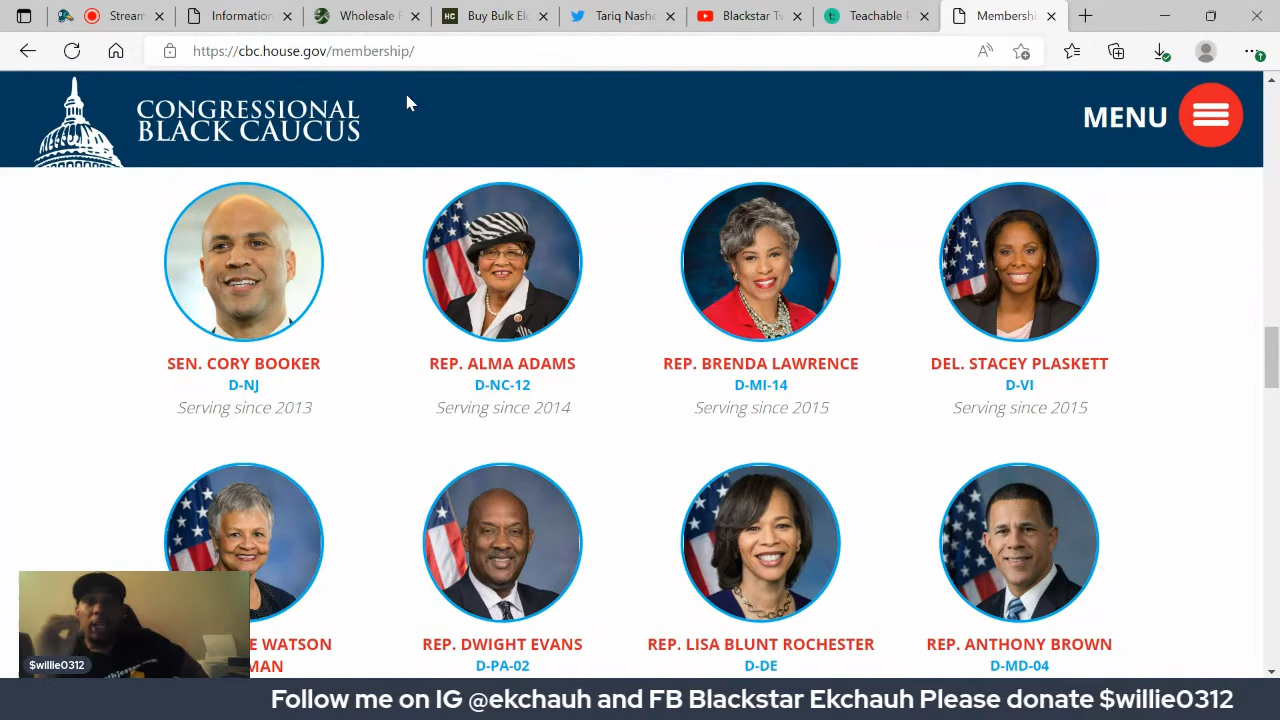 Stream
Information
Wholesale E
HC
Buy Bulk El
Tariq Nashe
Blackstar Tv
t
Teachable
Membershi
https://cbc.house.gov/membership/
CONGRESSIONAL
BLACK CAUCUS
MENU
SEN. CORY BOOKER
D-NJ
Serving since 2013
REP. ALMA ADAMS
D-NC-12
Serving since 2014
REP. BRENDA LAWRENCE
D-MI-14
Serving since 2015
DEL. STACEY PLASKETT
D-VI
Serving since 2015
E WATSON
MAN
REP. DWIGHT EVANS
D-PA-02
REP. LISA BLUNT ROCHESTER
D-DE
REP. ANTHONY BROWN
D-MD-04
$willie0312
Follow me on IG @ekchauh and FB Blackstar Ekchauh Please donate $willie0312